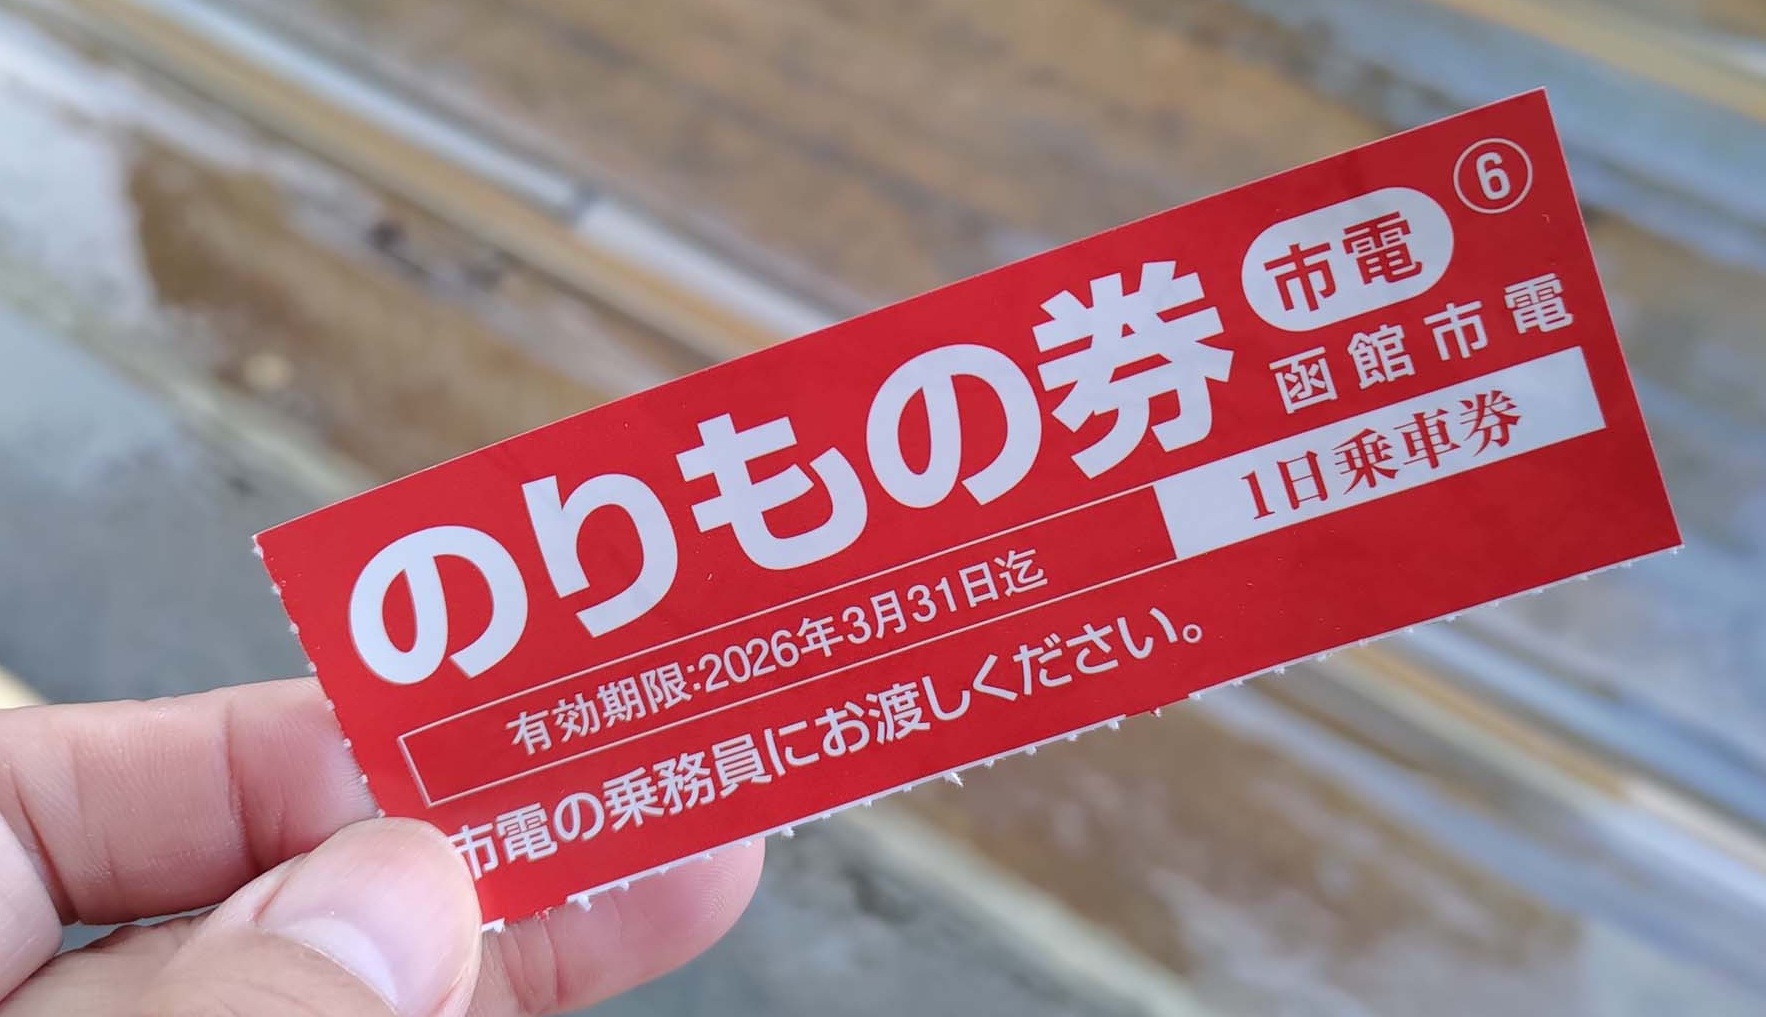 のりもの券
市電
⑥
函館市電
1日乗車券
有効期限:2026年3月31日迄
市電の乗務員にお渡しください。